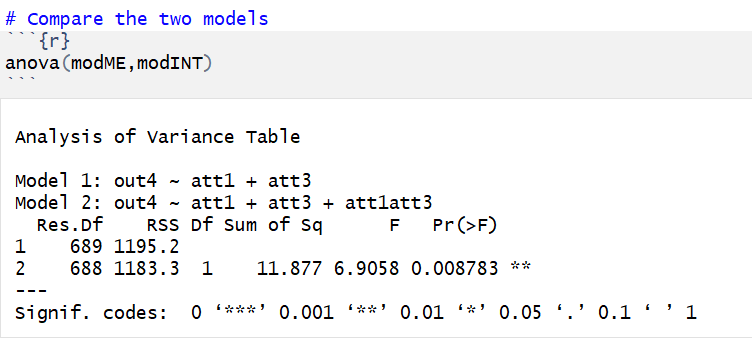 # Compare the two models
```{r}
anova(modME,modINT)
```
Analysis of Variance Table
Model 1: out4 ~ att1 + att3
Model 2: out4 ~ att1 + att3 + att1att3
  Res.Df    RSS Df Sum of Sq      F   Pr(>F)
1    689 1195.2
2    688 1183.3  1    11.877 6.9058 0.008783 **
---
Signif. codes:  0 ‘***’ 0.001 ‘**’ 0.01 ‘*’ 0.05 ‘.’ 0.1 ‘ ’ 1